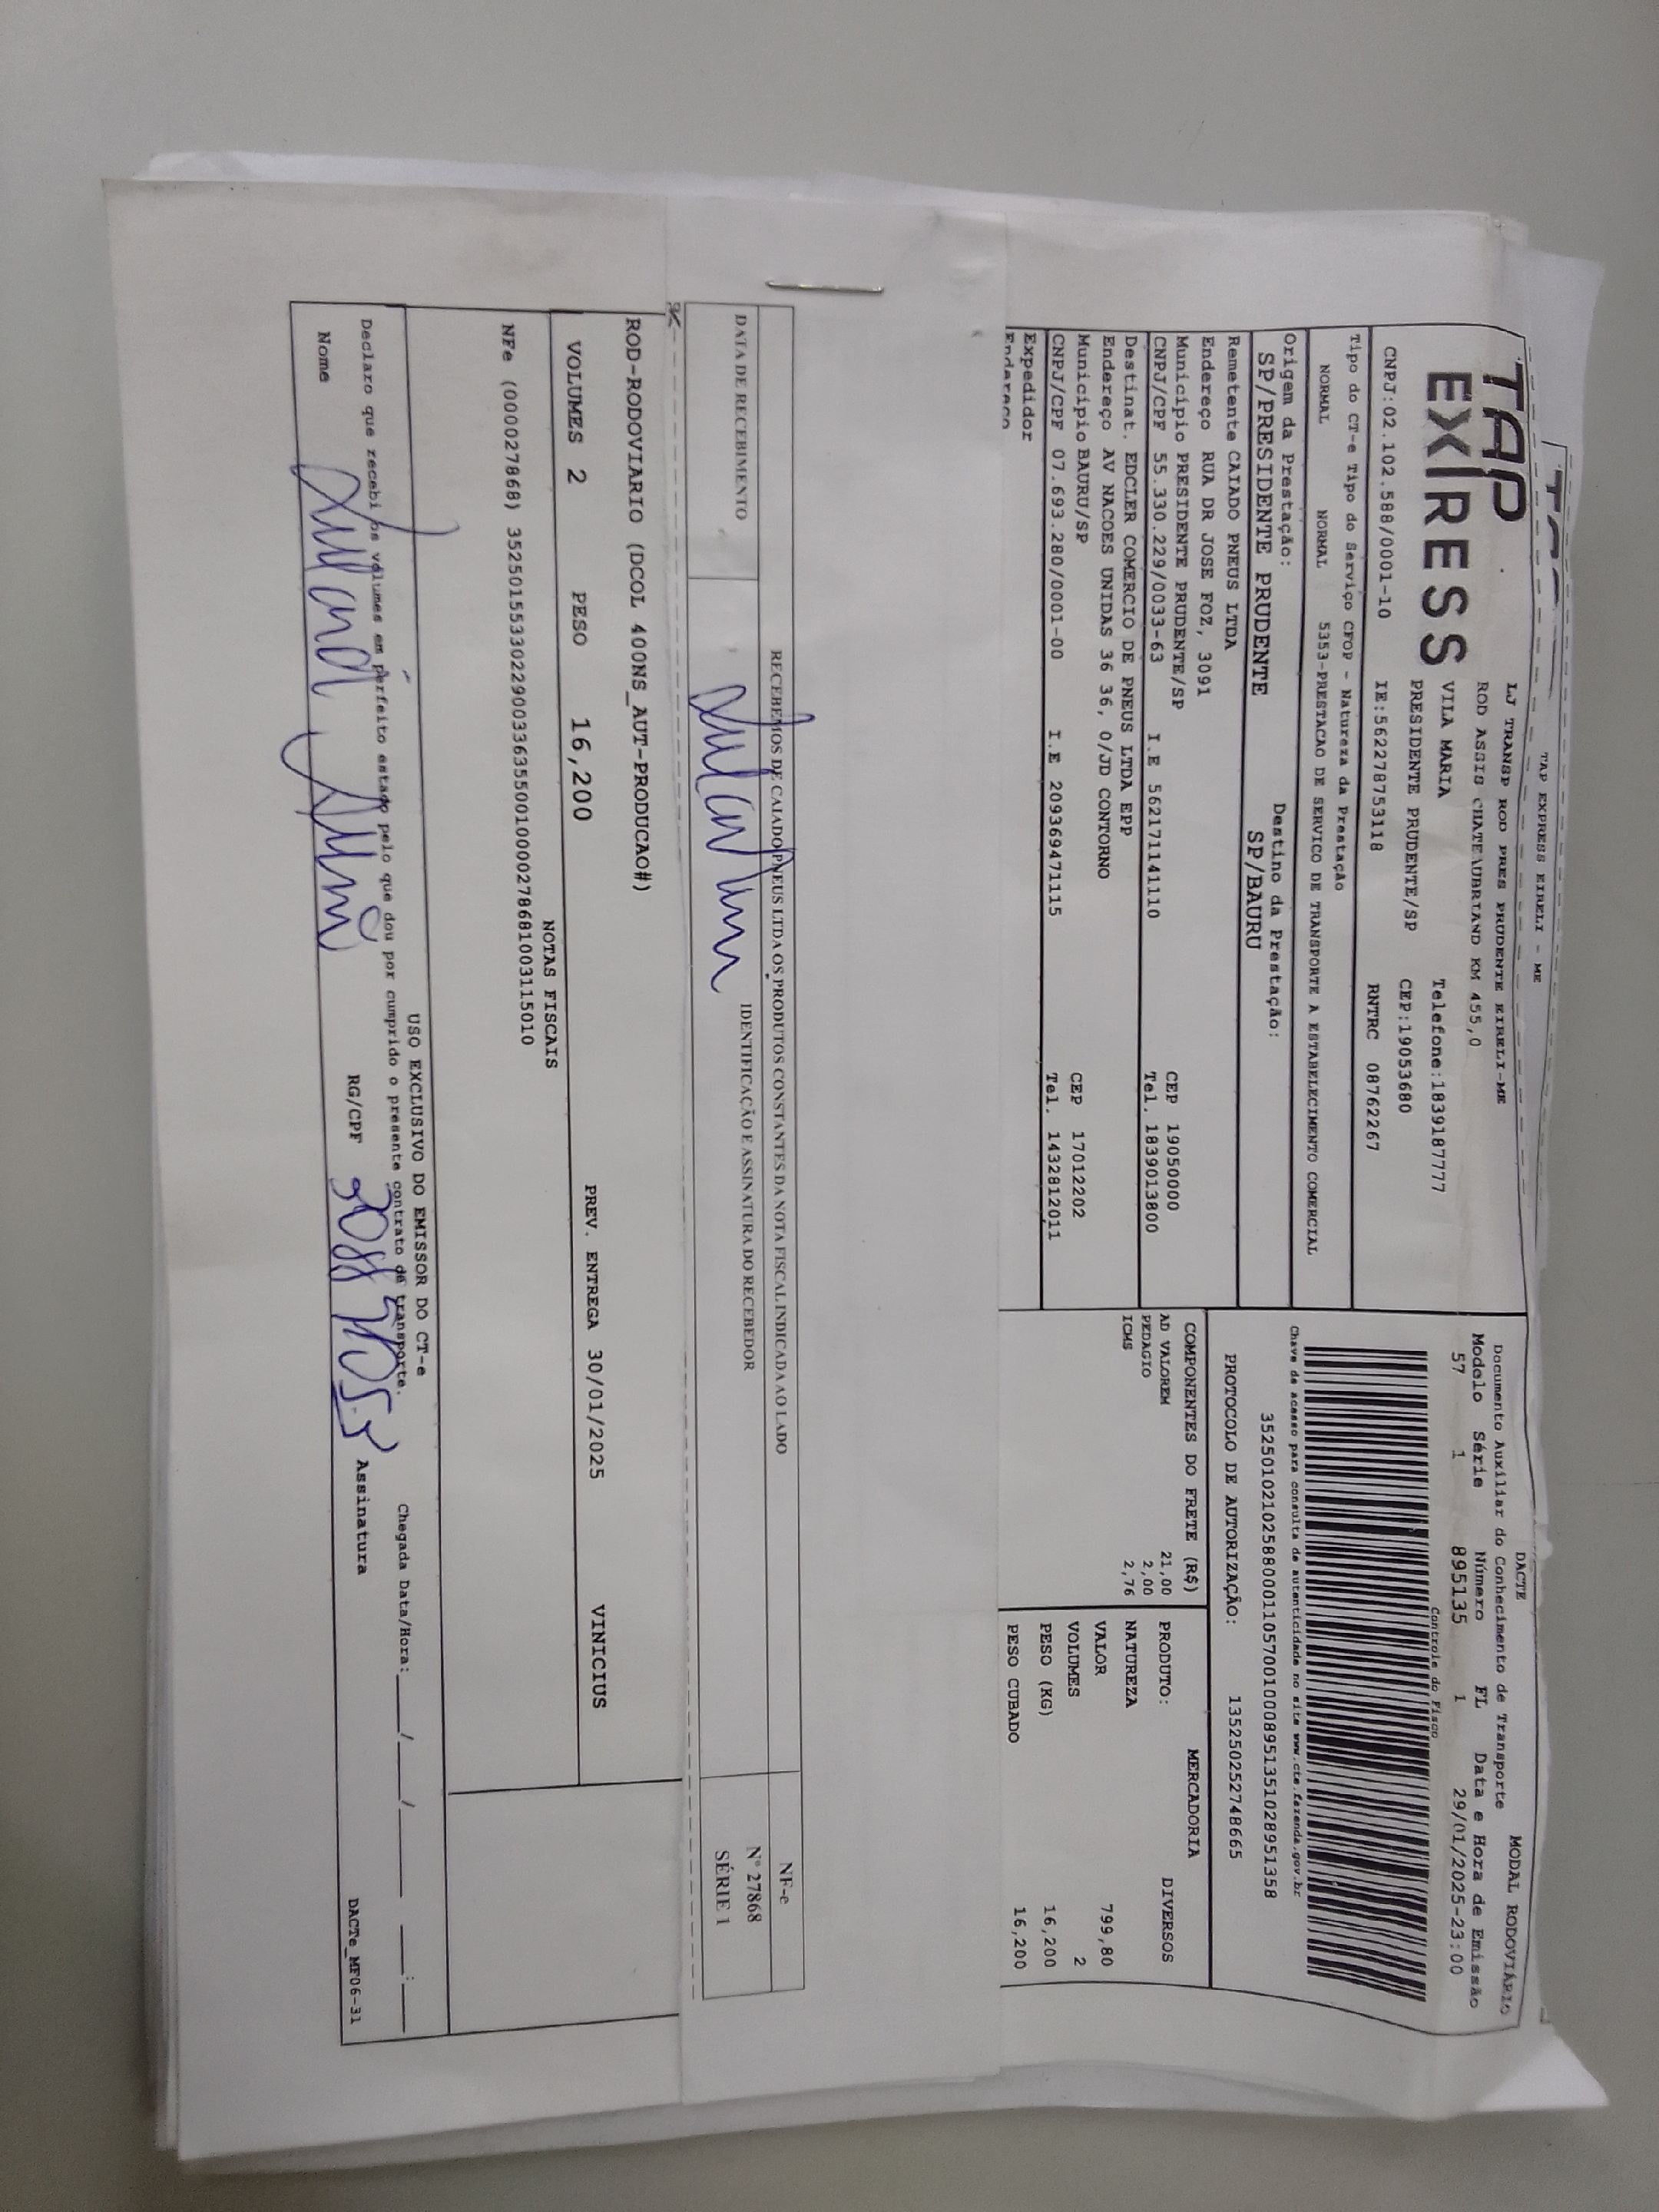 TAP EXPRESS EIRELI - ME
TAP
EXPRESS
LJ TRANSP ROD PRES PRUDENTE EIRELI-ME
ROD ASSIS CHATEAUBRIAND KM 455,0
VILA MARIA
Telefone:1839187777
PRESIDENTE PRUDENTE/SP CEP:19053680
CNPJ:02.102.588/0001-10 IE:562278753118 RNTRC 08762267
DACTE
MODAL RODOVIÁRIO
Documento Auxiliar do Conhecimento de Transporte
Modelo Série Número FL Data e Hora de Emissão
57 1 895135 1 29/01/2025-23:00
Controle do Fisco
Chave de acesso para consulta de autenticidade no site www.cte.fazenda.gov.br
35250102102588000110570010008951351028951358
PROTOCOLO DE AUTORIZAÇÃO: 135250252748665
Tipo do CT-e Tipo do Serviço CFOP - Natureza da Prestação
NORMAL NORMAL 5353-PRESTACAO DE SERVICO DE TRANSPORTE A ESTABELECIMENTO COMERCIAL
Origem da Prestação: Destino da Prestação:
SP/PRESIDENTE PRUDENTE SP/BAURU
Remetente CAIADO PNEUS LTDA
Endereço RUA DR JOSE FOZ, 3091
Município PRESIDENTE PRUDENTE/SP CEP 19050000
CNPJ/CPF 55.330.229/0033-63 I.E 562171141110 Tel. 1839013800
Destinat. EDCLER COMERCIO DE PNEUS LTDA EPP
Endereço AV NACOES UNIDAS 36 36, 0/JD CONTORNO
Município BAURU/SP CEP 17012202
CNPJ/CPF 07.693.280/0001-00 I.E 209369471115 Tel. 1432812011
Expedidor
Endereço
COMPONENTES DO FRETE (R$)
AD VALOREM 21,00
PEDAGIO 2,00
ICMS 2,76
MERCADORIA
PRODUTO: DIVERSOS
NATUREZA
VALOR 799,80
VOLUMES 2
PESO (KG) 16,200
PESO CUBADO 16,200
RECEBEMOS DE CAIADO PNEUS LTDA OS PRODUTOS CONSTANTES DA NOTA FISCAL INDICADA AO LADO
DATA DE RECEBIMENTO
IDENTIFICAÇÃO E ASSINATURA DO RECEBEDOR
NF-e
N° 27868
SÉRIE 1
ROD-RODOVIARIO (DCOL 400NS_AUT-PRODUCAO#)
VOLUMES 2 PESO 16,200 PREV. ENTREGA 30/01/2025 VINICIUS
NOTAS FISCAIS
NFe (000027868) 35250155330229003363550010000278681003115010
USO EXCLUSIVO DO EMISSOR DO CT-e
Declaro que recebi os volumes em perfeito estado pelo que dou por cumprido o presente contrato de transporte.
Chegada Data/Hora:___/___/____ __:__
Nome RG/CPF Assinatura
DACTe_MF06-31